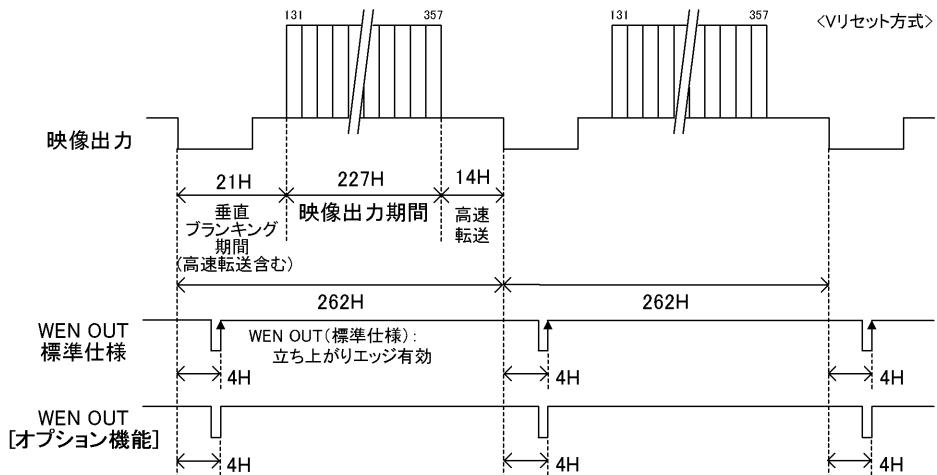 131 357 131 357 <Vリセット方式>
映像出力
21H 227H 14H
垂直
ブランキング
期間
(高速転送含む)
映像出力期間
高速
転送
262H 262H
WEN OUT
標準仕様
WEN OUT(標準仕様):
立ち上がりエッジ有効
4H 4H 4H
WEN OUT
[オプション機能]
4H 4H 4H